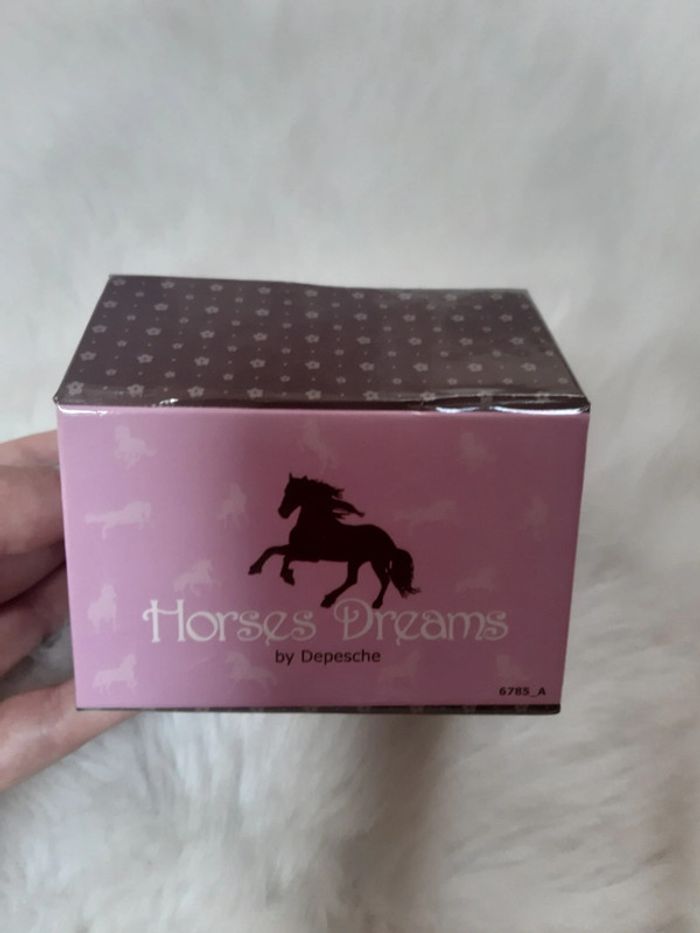 Horses Dreams
by Depesche
6785_A